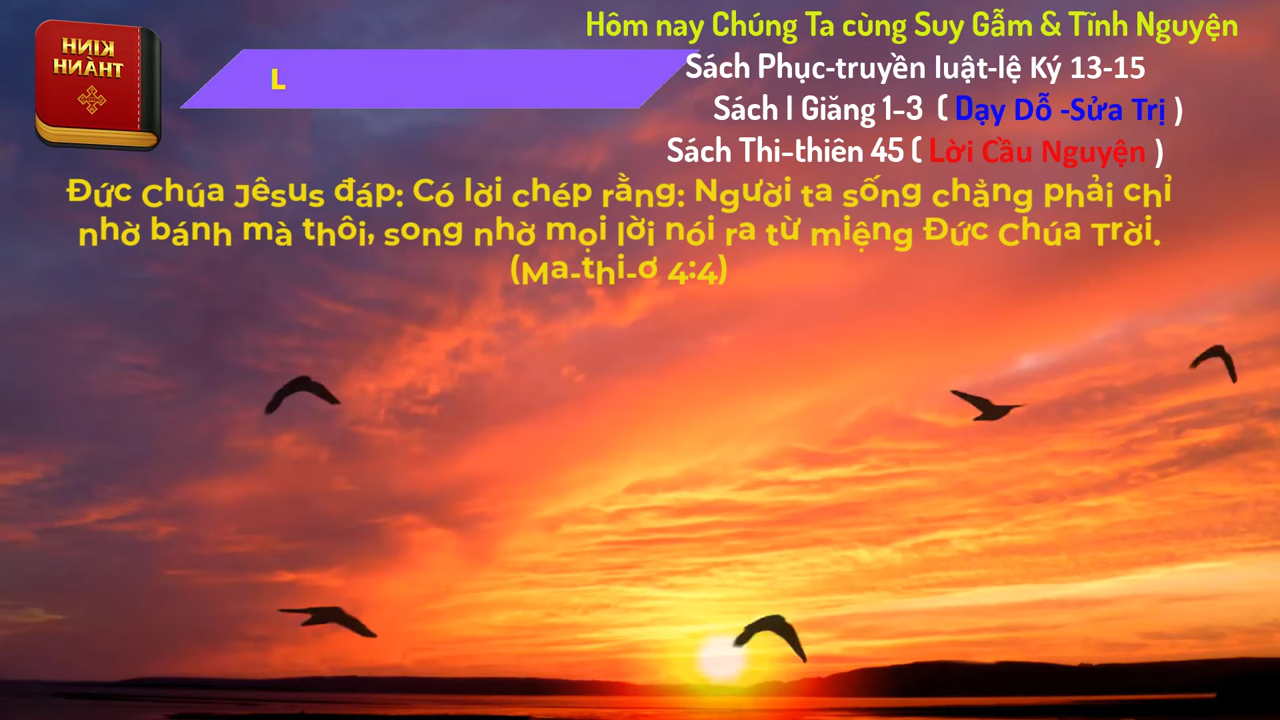 KINH
THÁNH
L
Hôm nay Chúng Ta cùng Suy Gẫm & Tĩnh Nguyện
Sách Phục-truyền luật-lệ Ký 13-15
Sách I Giăng 1-3 ( Dạy Dỗ -Sửa Trị )
Sách Thi-thiên 45 ( Lời Cầu Nguyện )
Đức Chúa Jêsus đáp: Có lời chép rằng: Người ta sống chẳng phải chỉ
nhờ bánh mà thôi, song nhờ mọi lời nói ra từ miệng Đức Chúa Trời.
(Ma-thi-ơ 4:4)